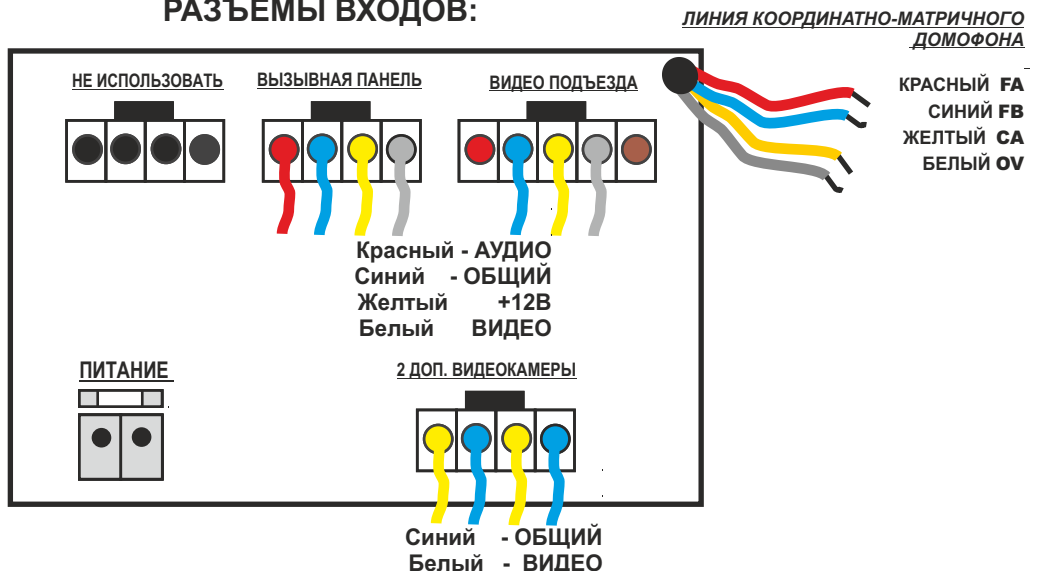 РАЗЪЕМЫ ВХОДОВ:
ЛИНИЯ КООРДИНАТНО-МАТРИЧНОГО
ДОМОФОНА
НЕ ИСПОЛЬЗОВАТЬ
ВЫЗЫВНАЯ ПАНЕЛЬ
ВИДЕО ПОДЪЕЗДА
КРАСНЫЙ FA
СИНИЙ FB
ЖЕЛТЫЙ CA
БЕЛЫЙ OV
Красный - АУДИО
Синий - ОБЩИЙ
Желтый +12В
Белый ВИДЕО
ПИТАНИЕ
2 ДОП. ВИДЕОКАМЕРЫ
Синий - ОБЩИЙ
Белый - ВИДЕО